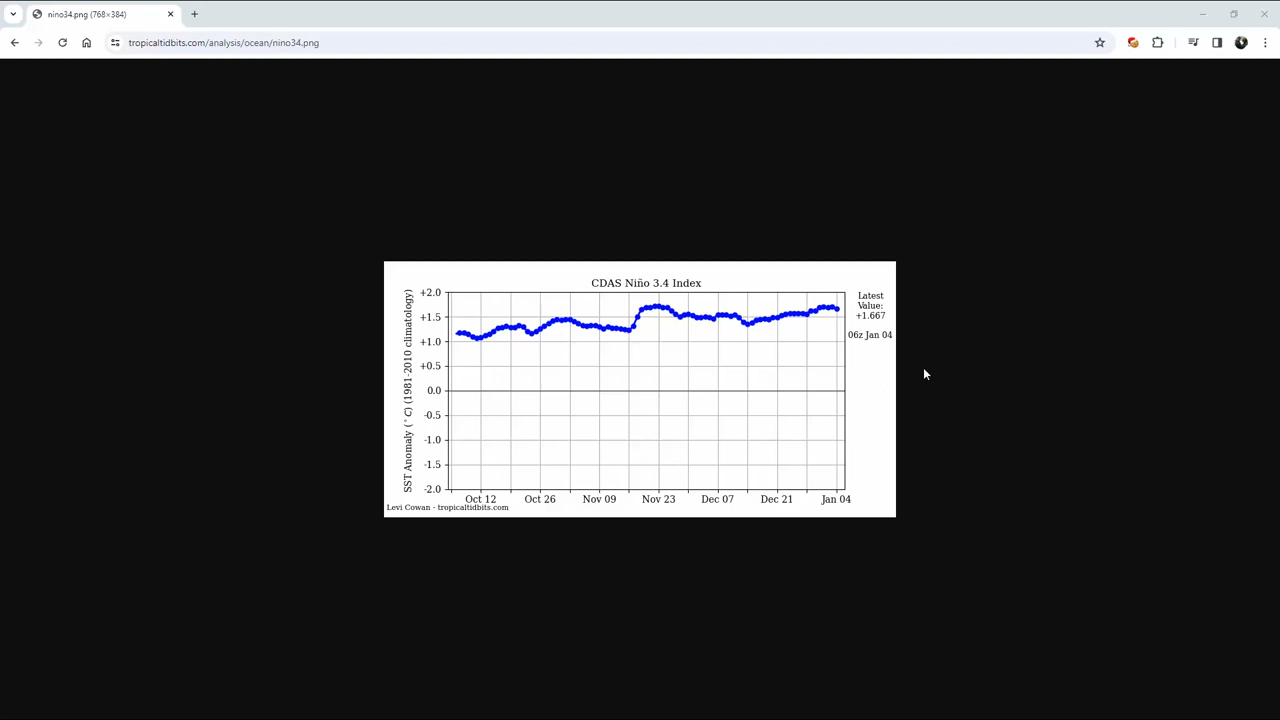 nino34.png (768×384)
tropicaltidbits.com/analysis/ocean/nino34.png
CDAS Niño 3.4 Index
SST Anomaly (°C) (1981-2010 climatology)
+2.0
+1.5
+1.0
+0.5
0.0
-0.5
-1.0
-1.5
-2.0
Oct 12 Oct 26 Nov 09 Nov 23 Dec 07 Dec 21 Jan 04
Latest
Value:
+1.667
06z Jan 04
Levi Cowan - tropicaltidbits.com